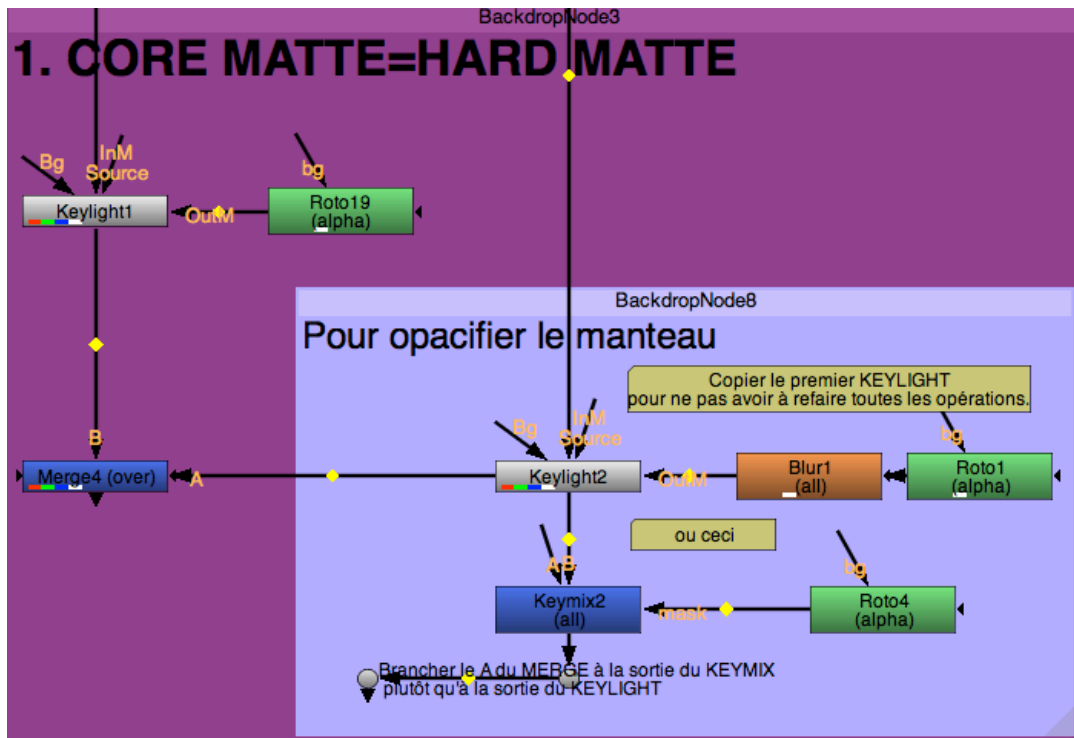 BackdropNode3
1. CORE MATTE=HARD MATTE
Bg
InM
Source
Keylight1
OutM
bg
Roto19
(alpha)
BackdropNode8
Pour opacifier le manteau
Copier le premier KEYLIGHT
pour ne pas avoir à refaire toutes les opérations.
B
Merge4 (over)
A
Bg
InM
Source
Keylight2
OutM
Blur1
(all)
bg
Roto1
(alpha)
ou ceci
A
B
Keymix2
(all)
mask
bg
Roto4
(alpha)
Brancher le A du MERGE à la sortie du KEYMIX
plutôt qu'à la sortie du KEYLIGHT